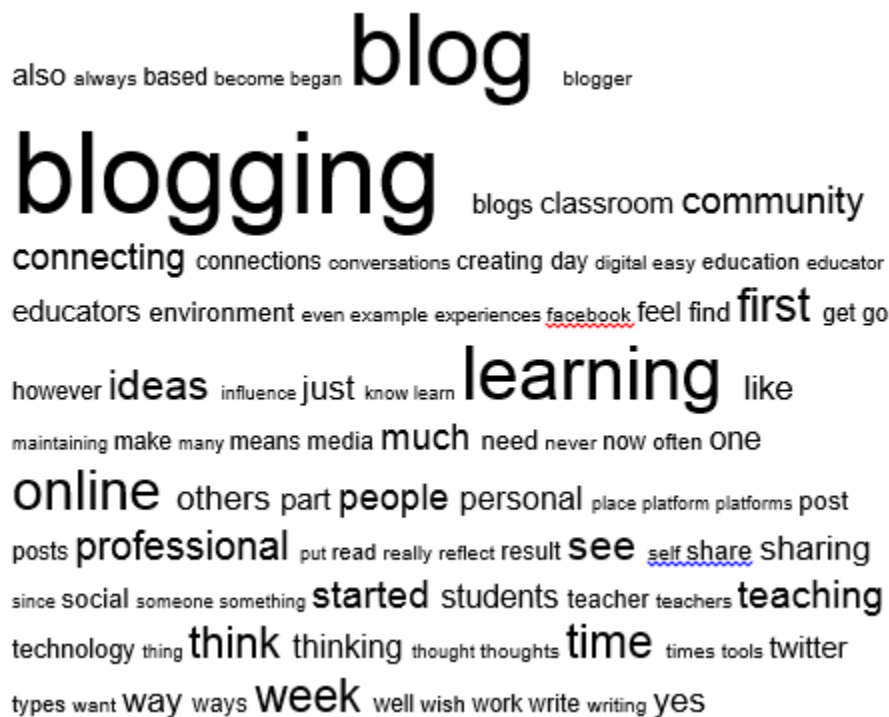 also always based become began blog blogger
blogging blogs classroom community
connecting connections conversations creating day digital easy education educator
educators environment even example experiences facebook feel find first get go
however ideas influence just know learn learning like
maintaining make many means media much need never now often one
online others part people personal place platform platforms post
posts professional put read really reflect result see self share sharing
since social someone something started students teacher teachers teaching
technology thing think thinking thought thoughts time times tools twitter
types want way ways week well wish work write writing yes